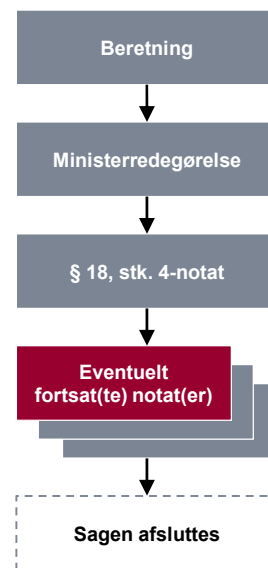 Beretning
Ministerredegørelse
§ 18, stk. 4-notat
Eventuelt
fortsat(te) notat(er)
Sagen afsluttes